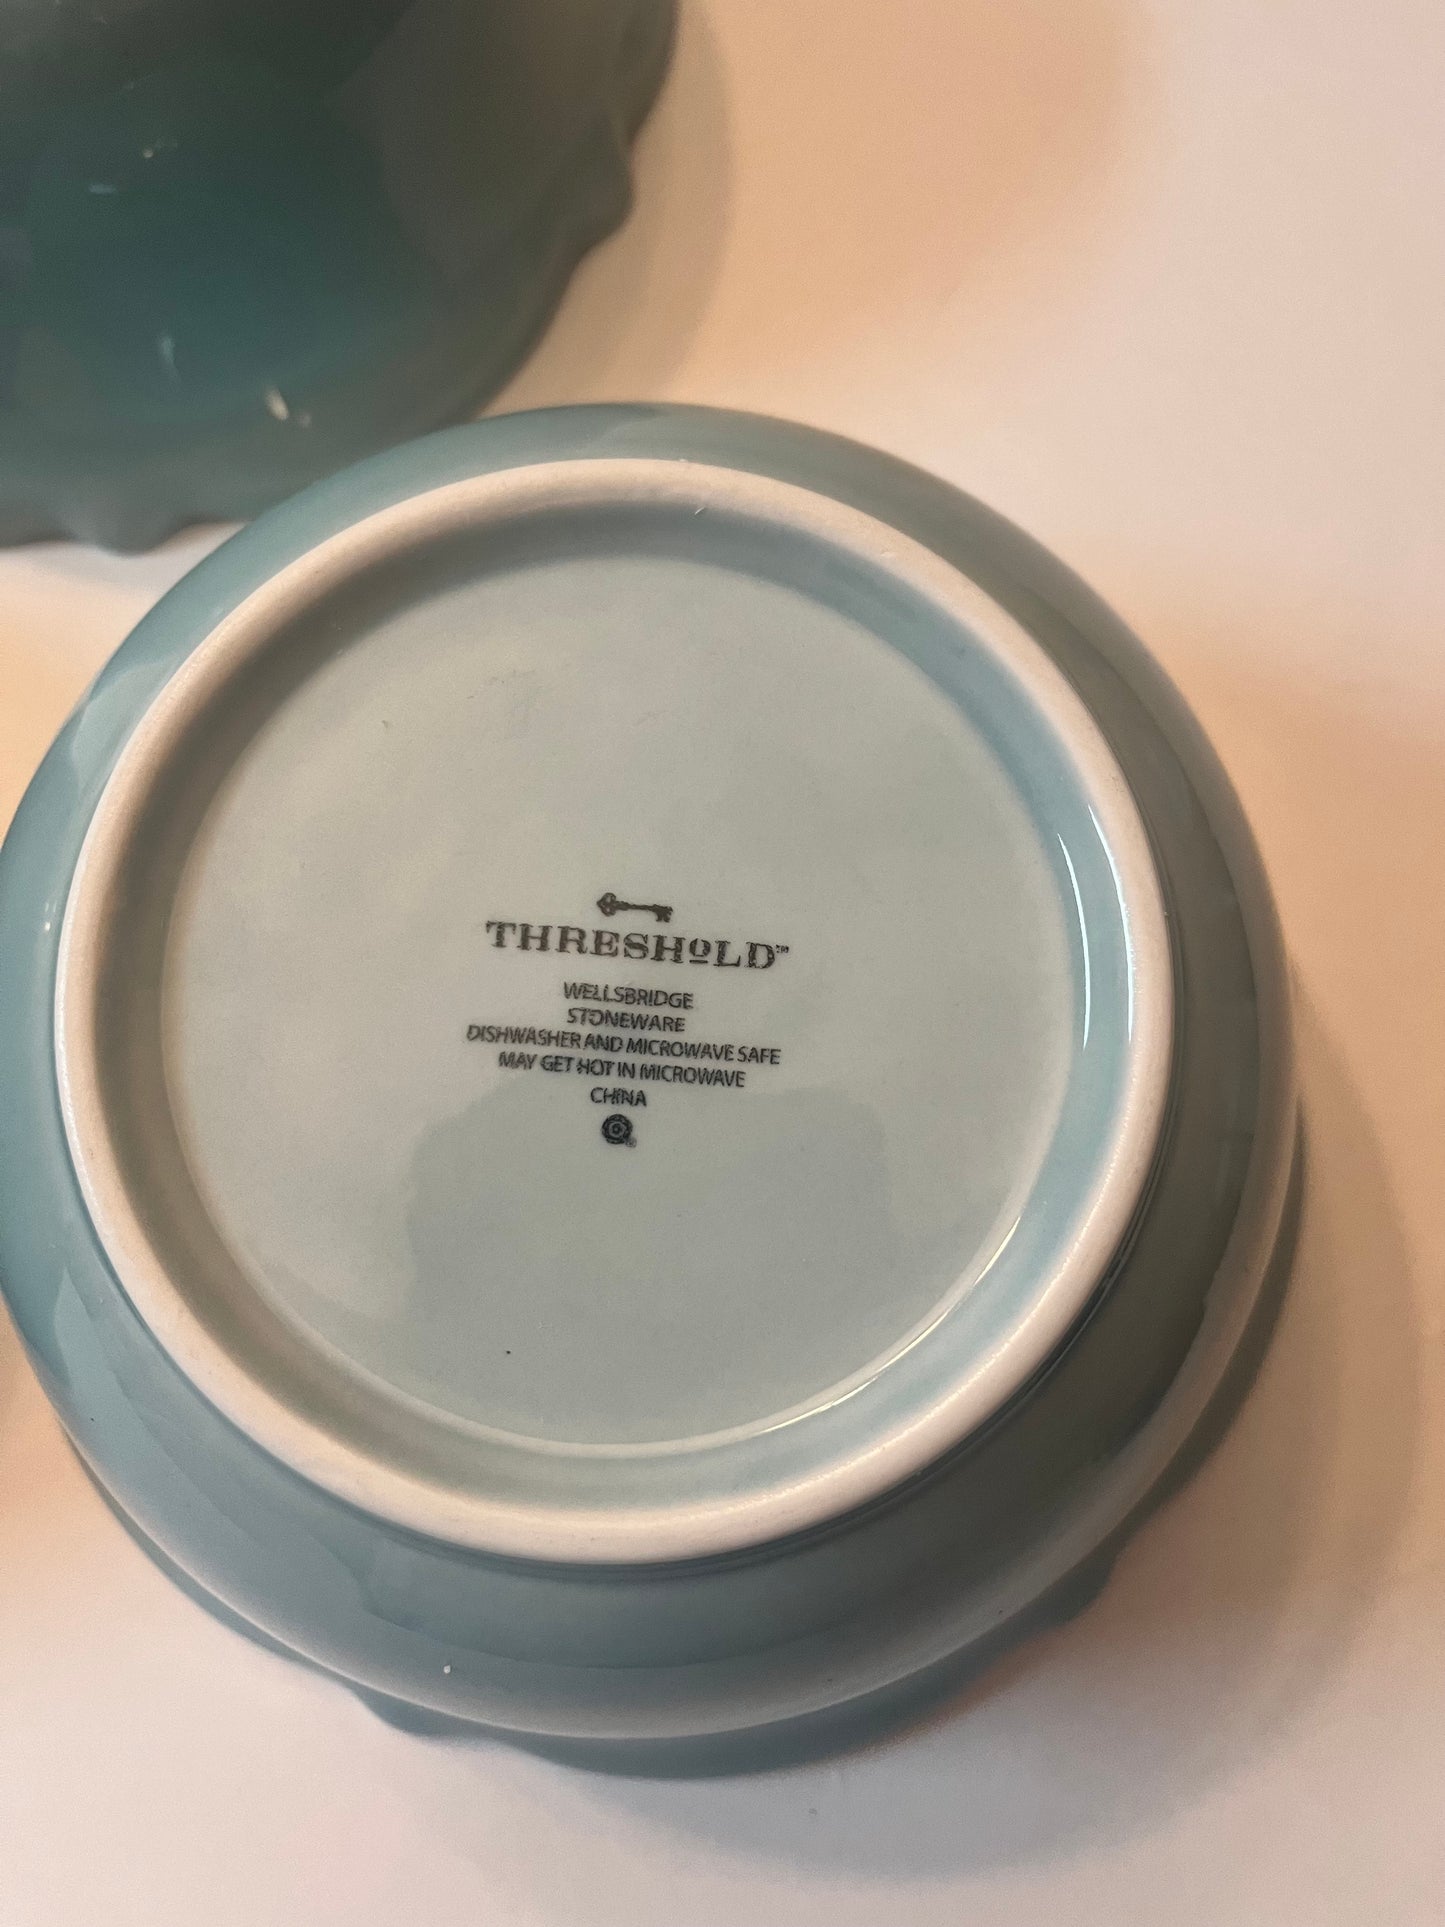 THRESHOLD™
WELLSBRIDGE
STONEWARE
DISHWASHER AND MICROWAVE SAFE
MAY GET HOT IN MICROWAVE
CHINA